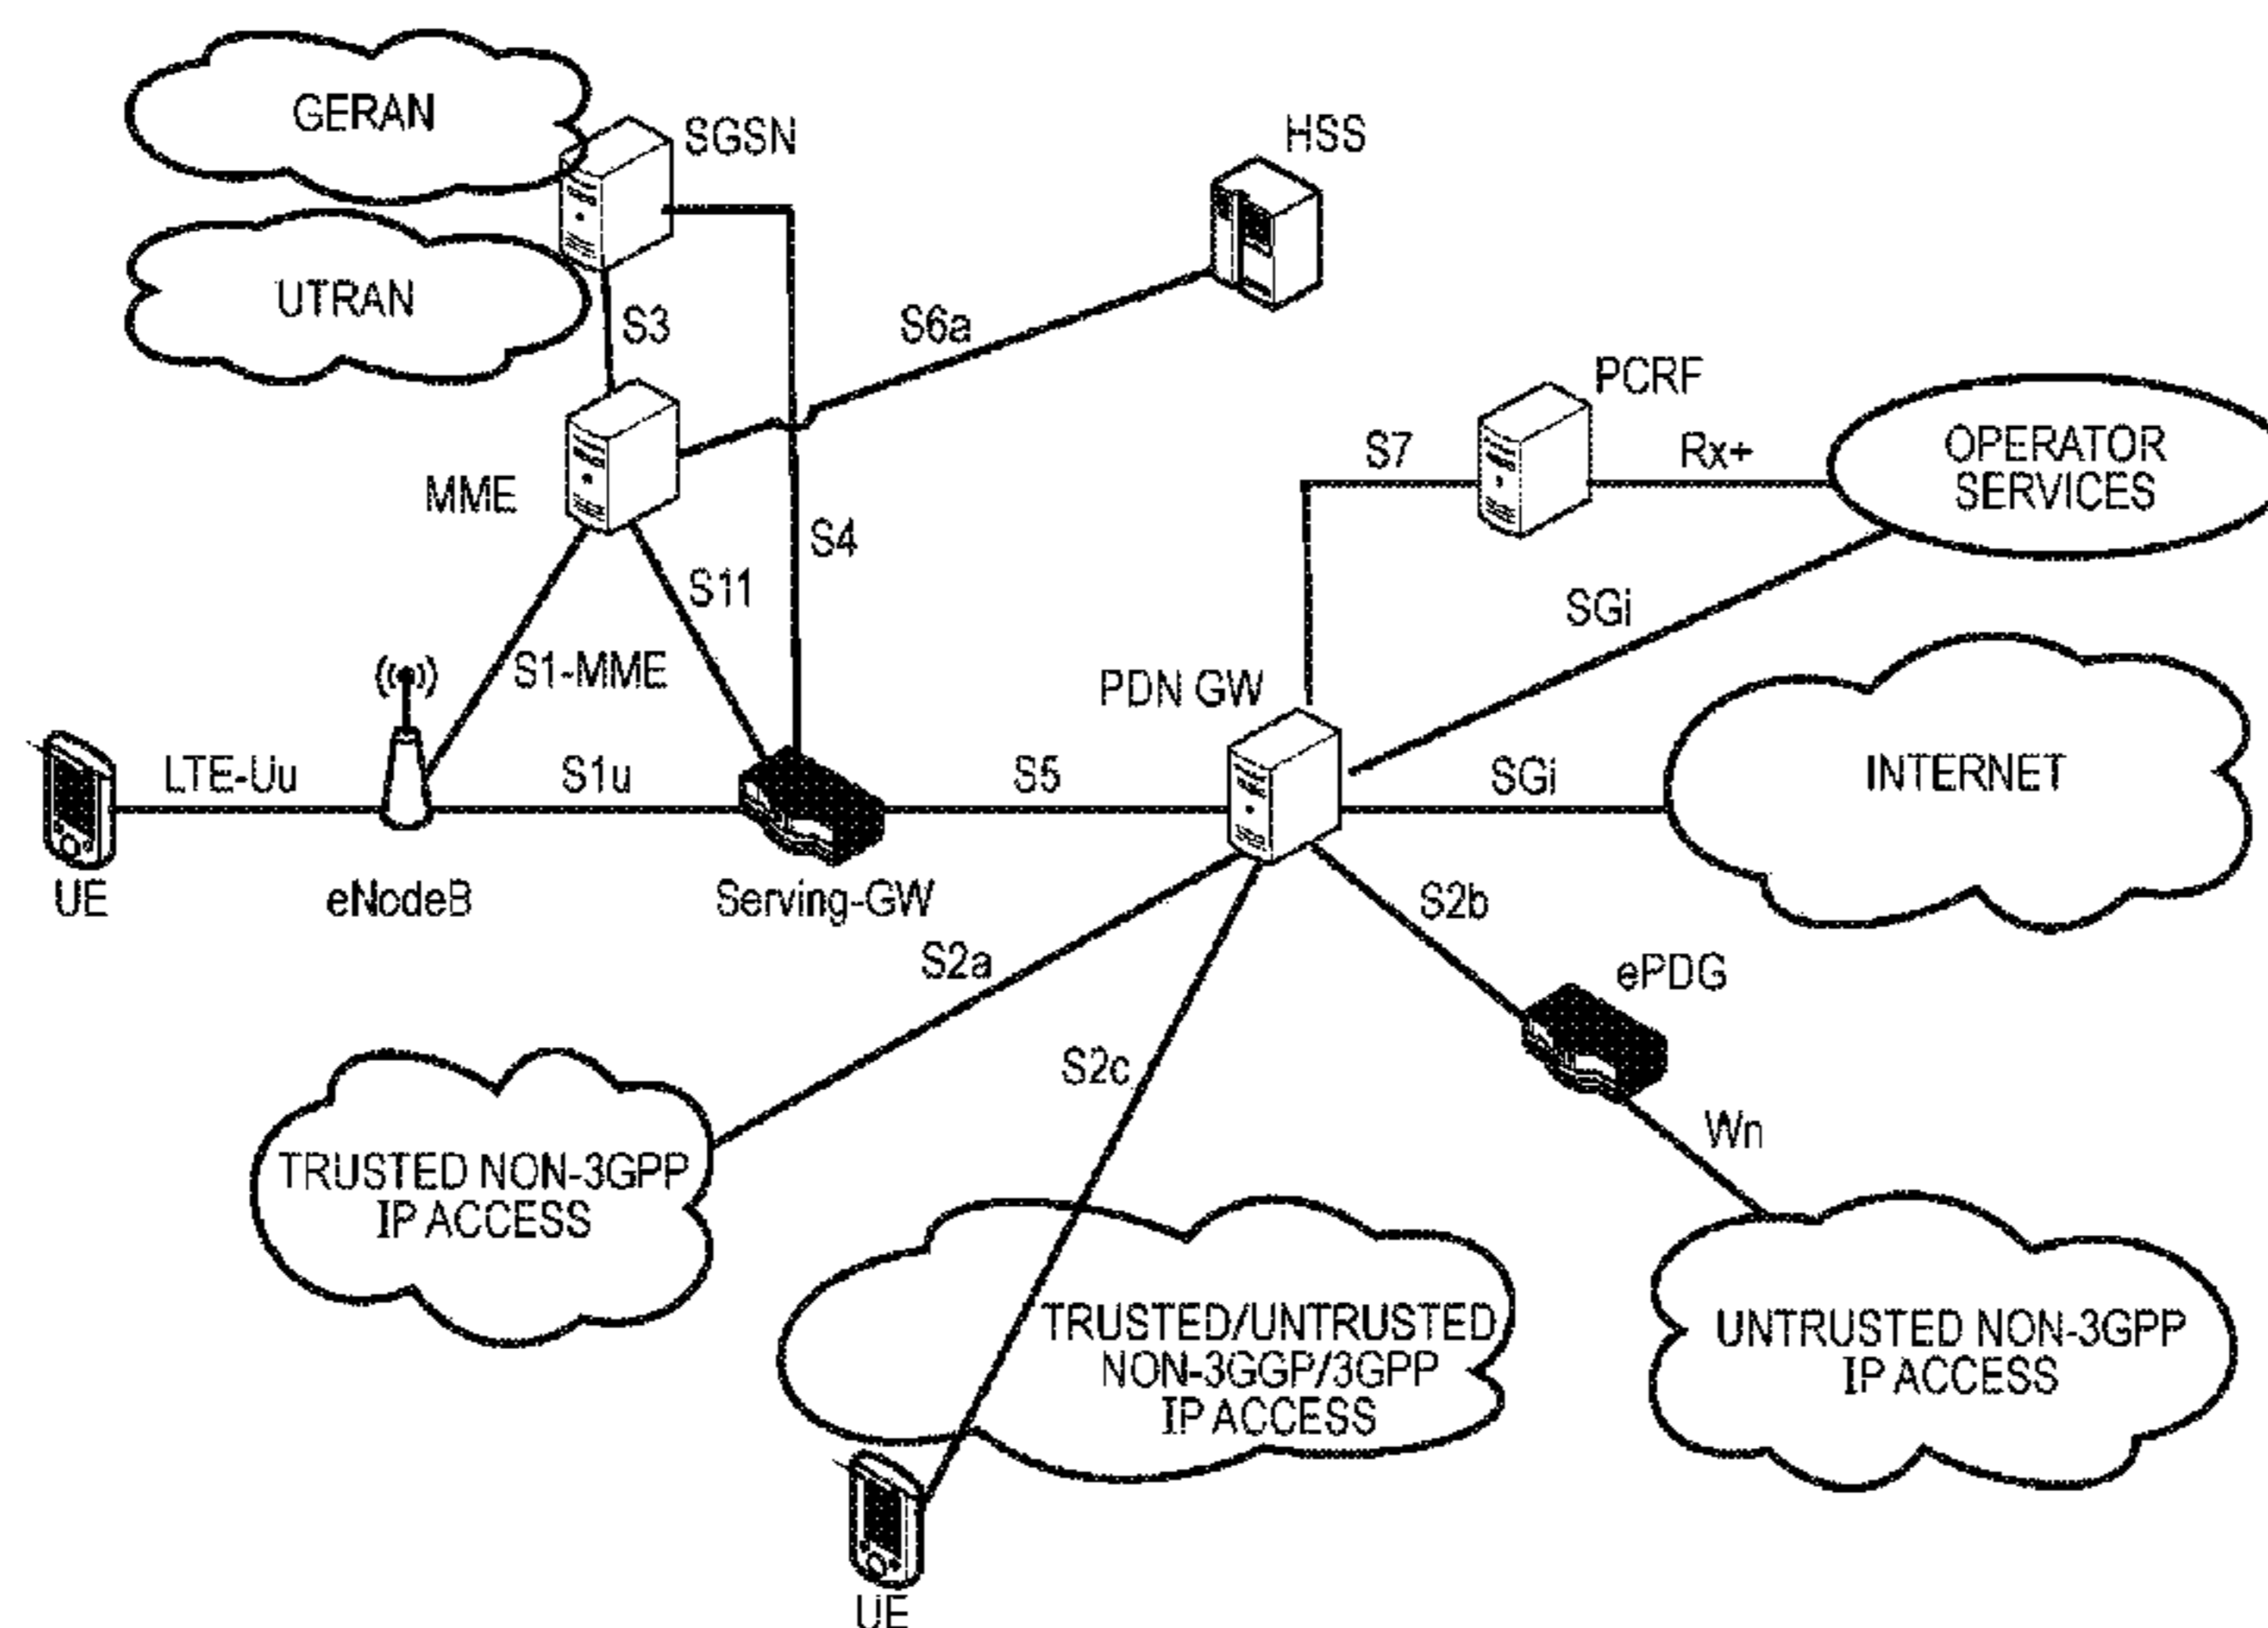 GERAN
SGSN
HSS
UTRAN
S3
S6a
PCRF
MME
S7
Rx+
OPERATOR
SERVICES
S4
S11
SGi
S1-MME
PDN GW
LTE-Uu
S1u
S5
SGi
INTERNET
UE
eNodeB
Serving-GW
S2b
S2a
ePDG
S2c
Wn
TRUSTED NON-3GPP
IP ACCESS
TRUSTED/UNTRUSTED
NON-3GGP/3GPP
IP ACCESS
UNTRUSTED NON-3GPP
IP ACCESS
UE